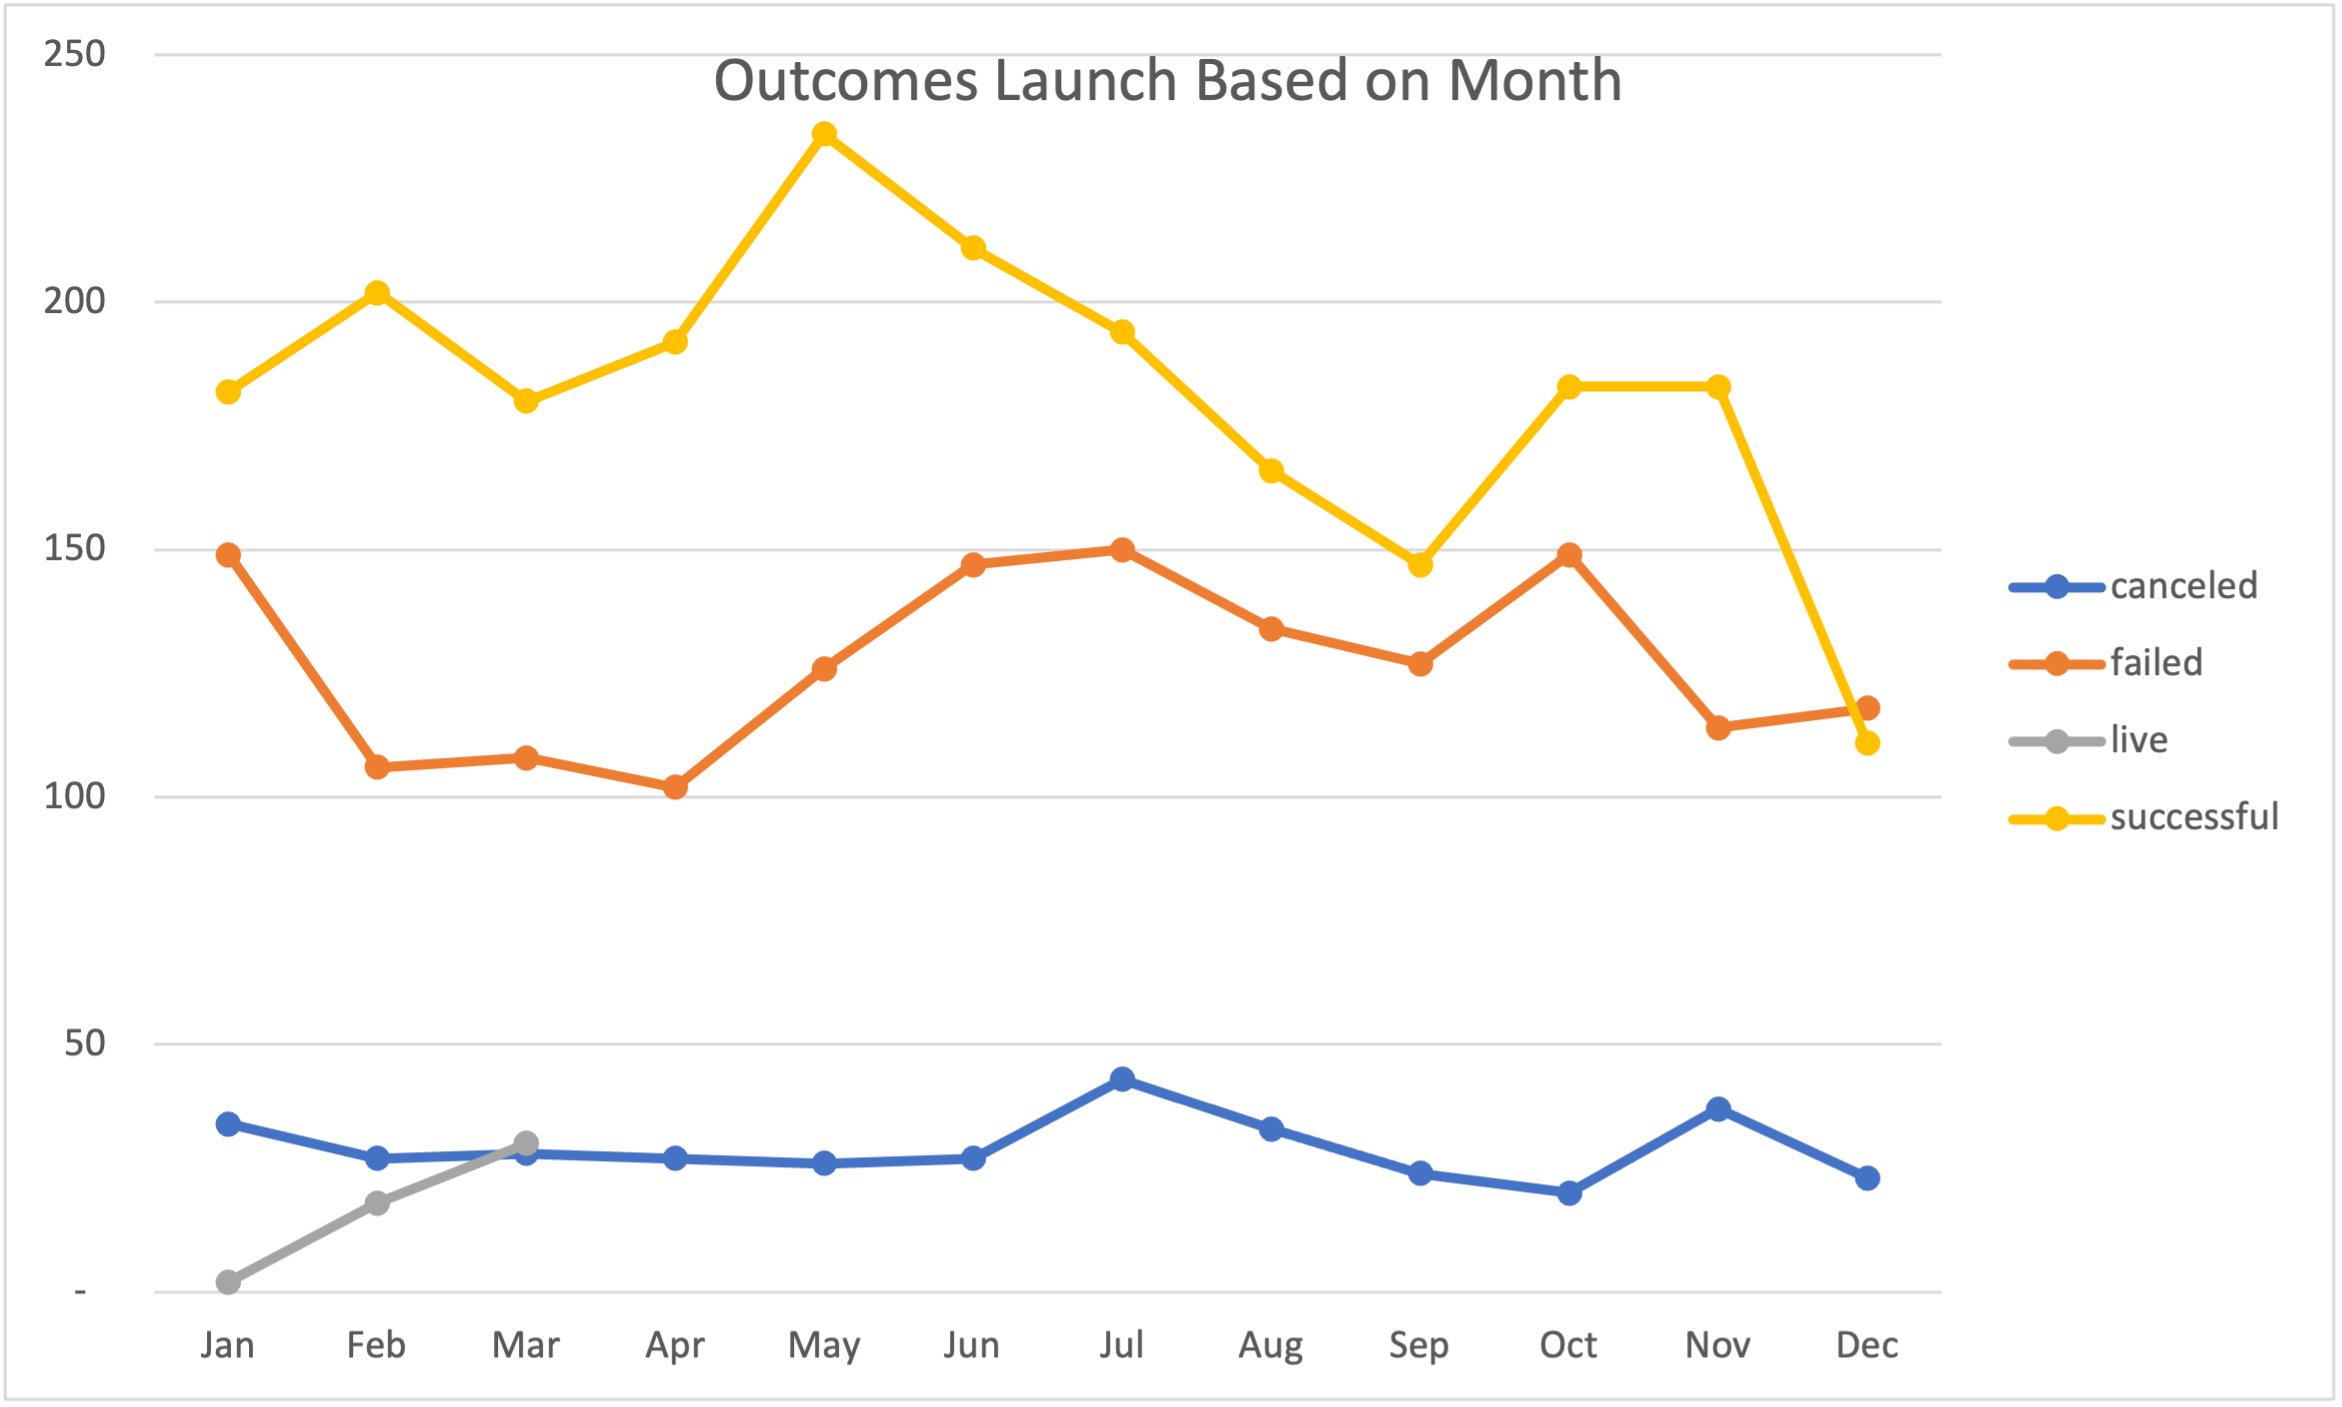 Outcomes Launch Based on Month
250
200
150
100
50
-
Jan Feb Mar Apr May Jun Jul Aug Sep Oct Nov Dec
canceled
failed
live
successful